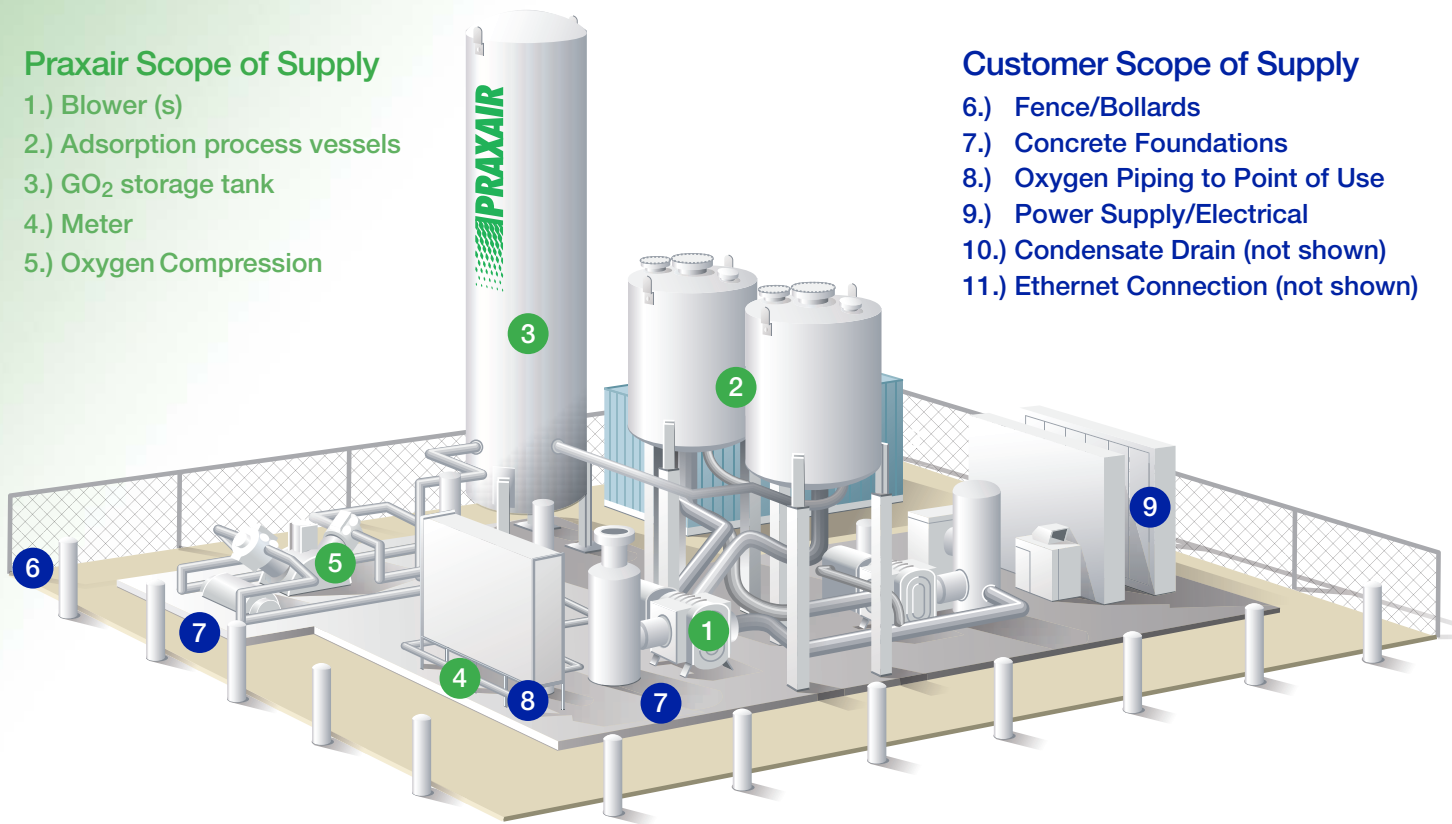 Praxair Scope of Supply
1.) Blower (s)
2.) Adsorption process vessels
3.) GO₂ storage tank
4.) Meter
5.) Oxygen Compression
Customer Scope of Supply
6.) Fence/Bollards
7.) Concrete Foundations
8.) Oxygen Piping to Point of Use
9.) Power Supply/Electrical
10.) Condensate Drain (not shown)
11.) Ethernet Connection (not shown)
PRAXAIR
3
2
9
6
5
7
1
4
8
7